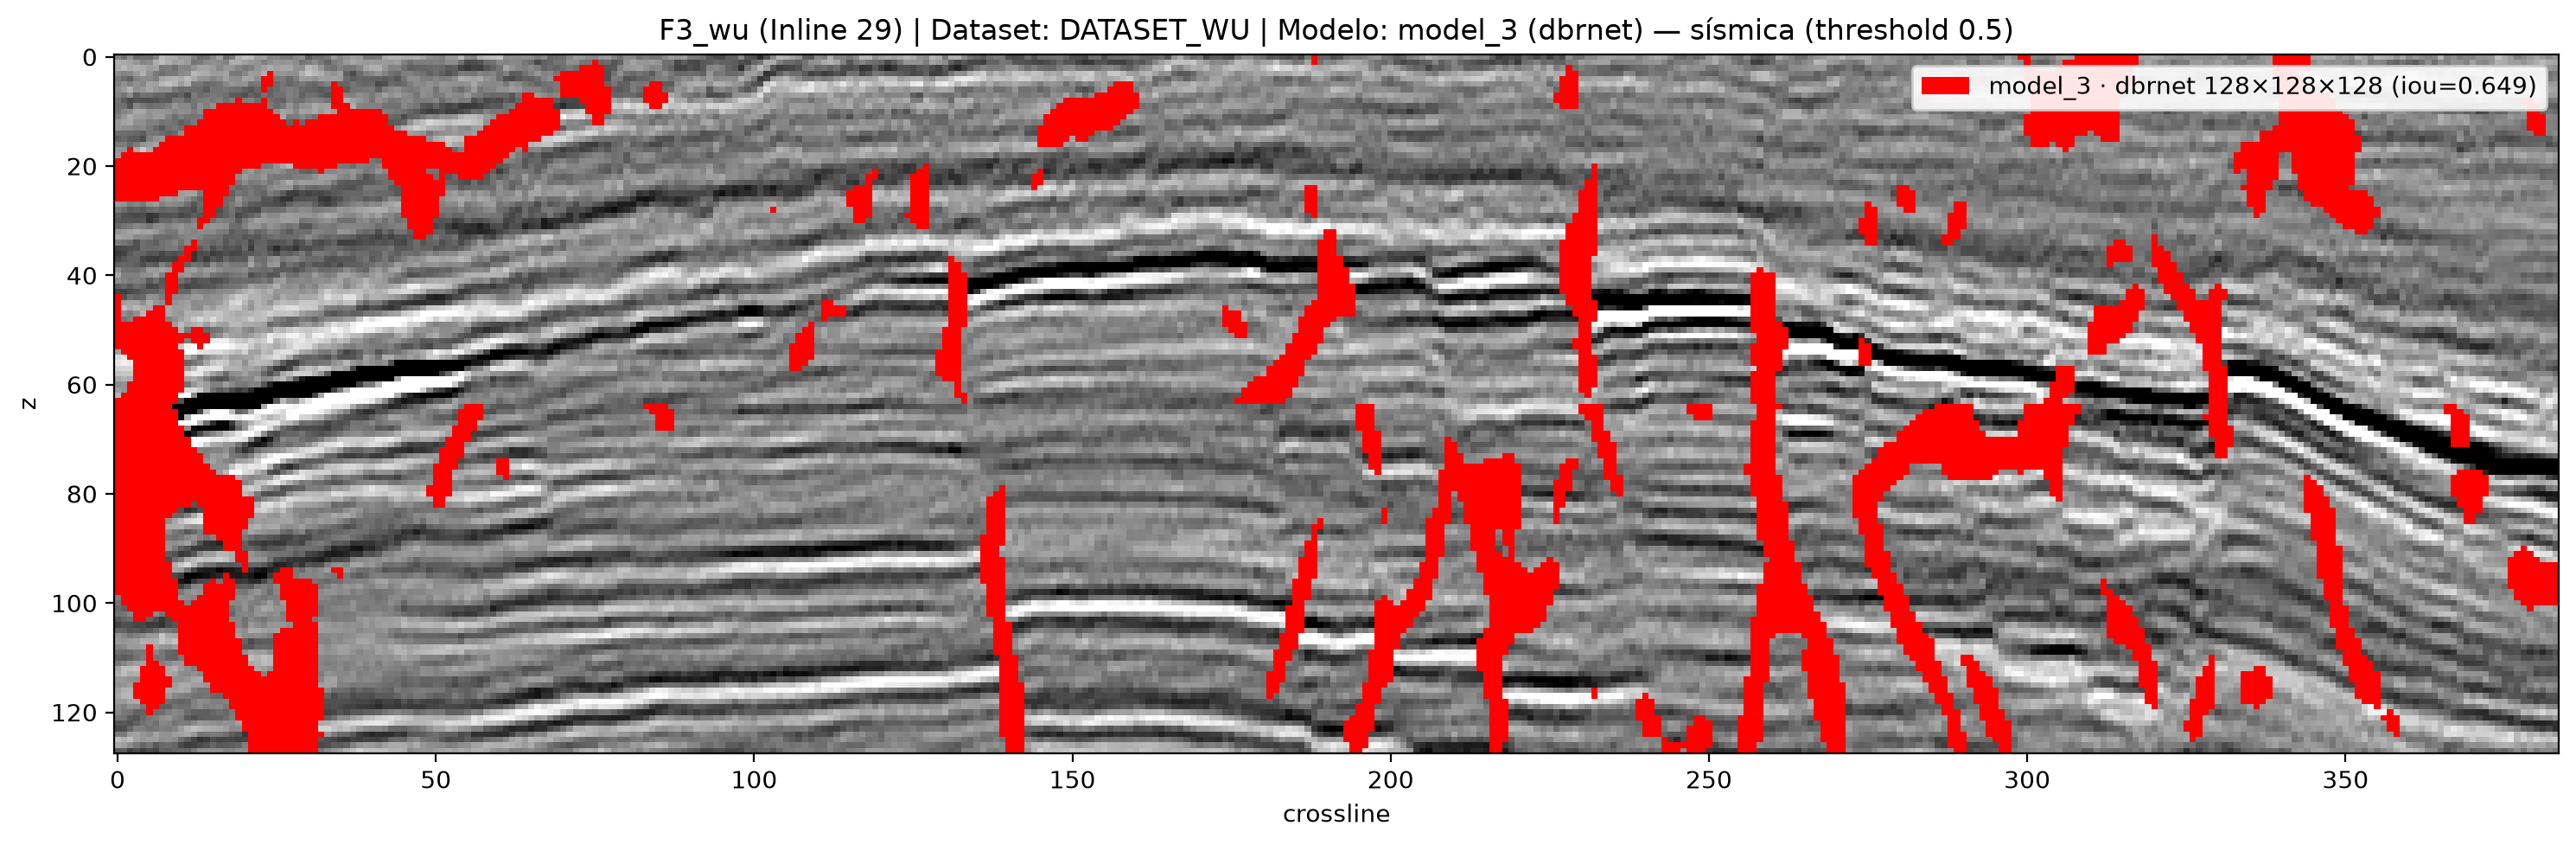 F3_wu (Inline 29) | Dataset: DATASET_WU | Modelo: model_3 (dbrnet) — sísmica (threshold 0.5)
model_3 · dbrnet 128×128×128 (iou=0.649)
0
20
40
60
80
100
120
z
0 50 100 150 200 250 300 350
crossline